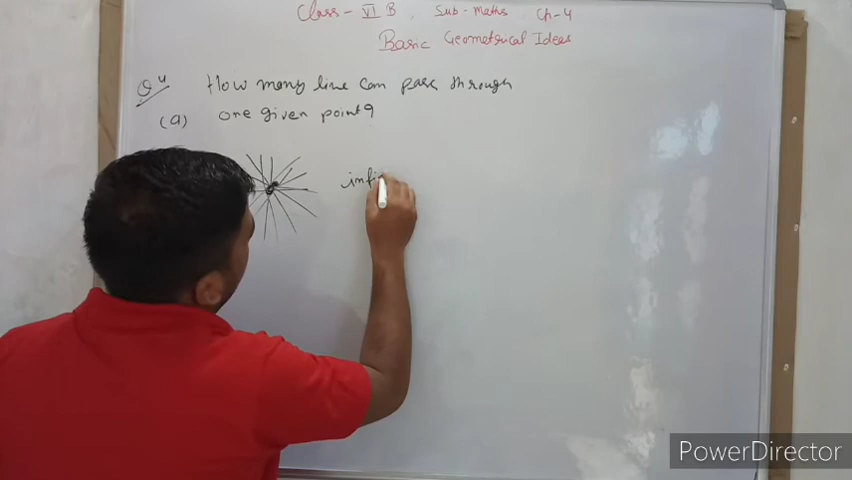 Class - VI B, Sub - Maths, Ch - 4
Basic Geometrical Ideas
Q4 How many line can pass through
(a) one given point?
infi
PowerDirector